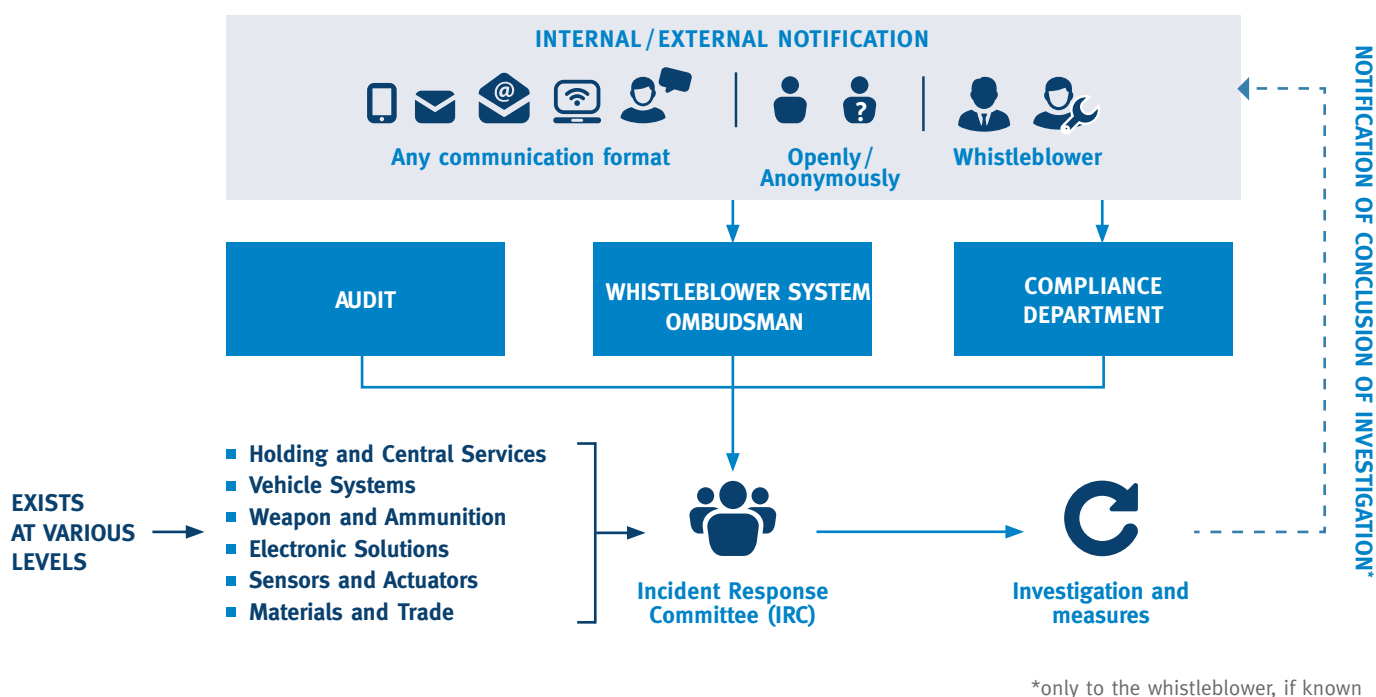 INTERNAL/EXTERNAL NOTIFICATION
@
?
Any communication format
Openly/
Anonymously
Whistleblower
AUDIT
WHISTLEBLOWER SYSTEM
OMBUDSMAN
COMPLIANCE
DEPARTMENT
EXISTS
AT VARIOUS
LEVELS
Holding and Central Services
Vehicle Systems
Weapon and Ammunition
Electronic Solutions
Sensors and Actuators
Materials and Trade
Incident Response
Committee (IRC)
Investigation and
measures
NOTIFICATION OF CONCLUSION OF INVESTIGATION*
*only to the whistleblower, if known